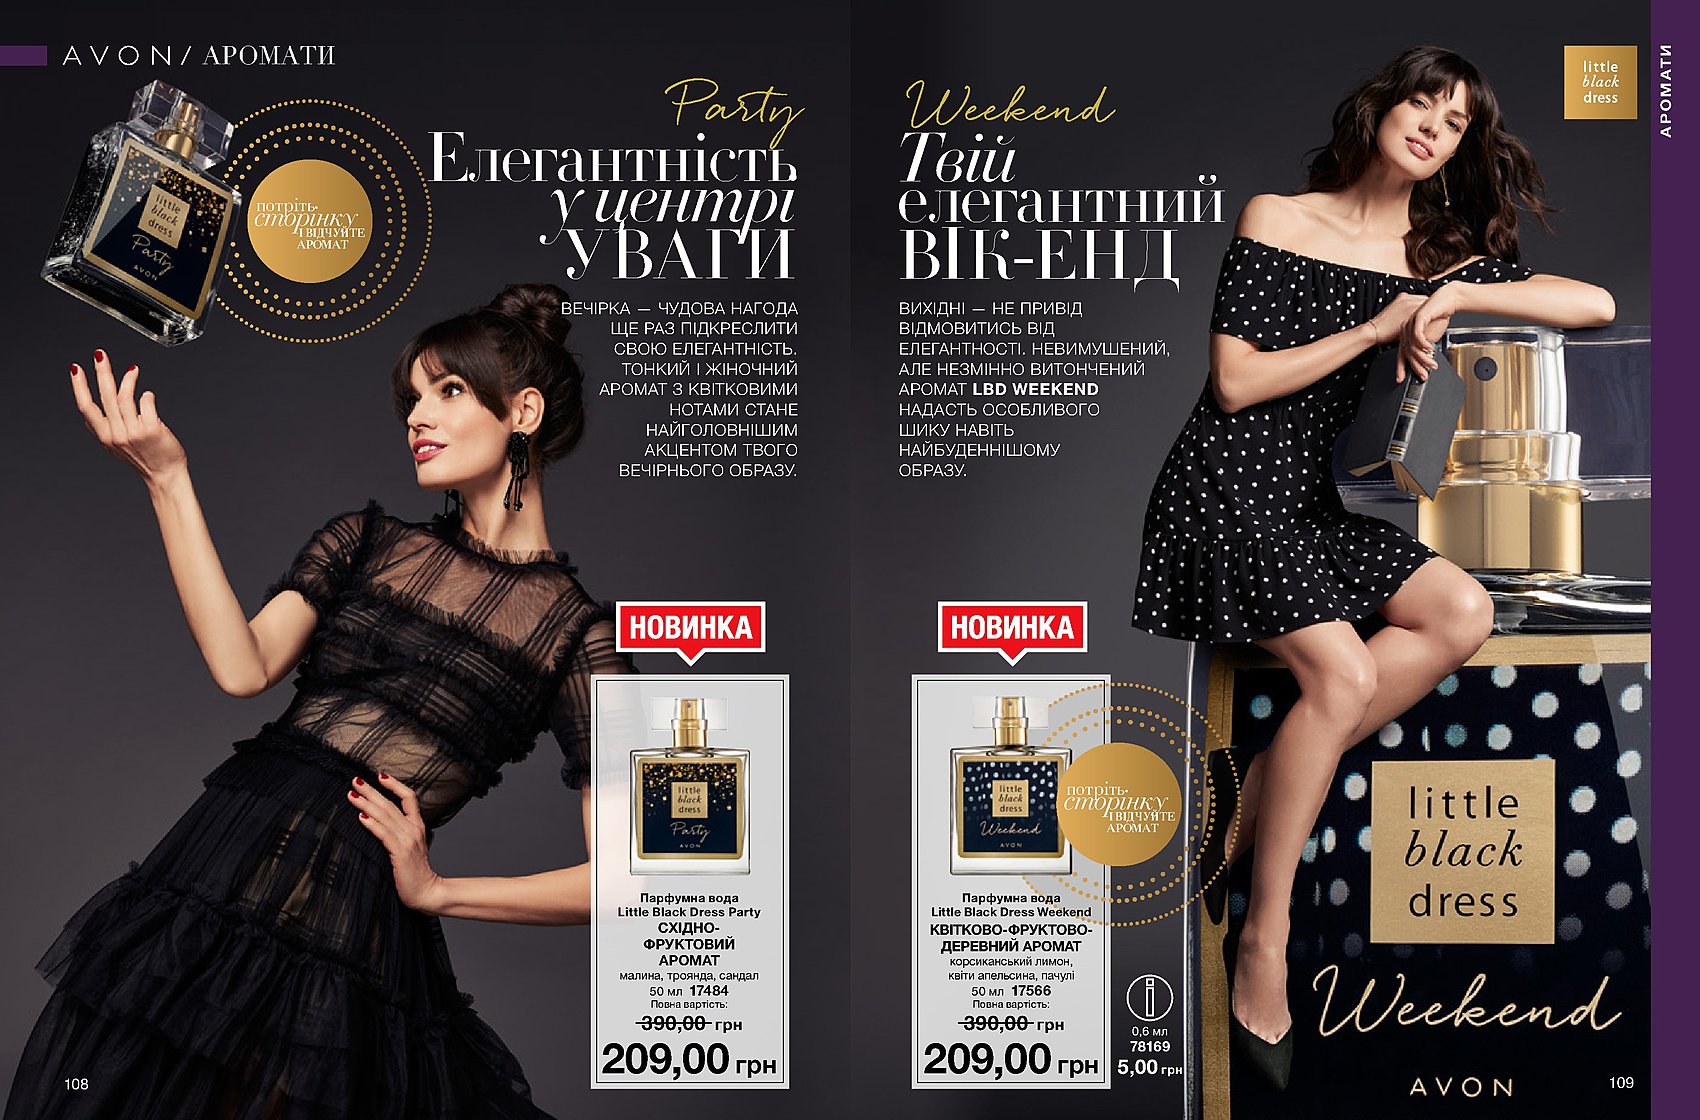 AVON / АРОМАТИ
little
black
dress
Party
AVON
потріть
сторінку
і відчуйте
аромат
Party
Елегантність
у центрі
УВАГИ
ВЕЧІРКА — ЧУДОВА НАГОДА
ЩЕ РАЗ ПІДКРЕСЛИТИ
СВОЮ ЕЛЕГАНТНІСТЬ.
ТОНКИЙ І ЖІНОЧНИЙ
АРОМАТ З КВІТКОВИМИ
НОТАМИ СТАНЕ
НАЙГОЛОВНІШИМ
АКЦЕНТОМ ТВОГО
ВЕЧІРНЬОГО ОБРАЗУ.
НОВИНКА
little
black
dress
Party
AVON
Парфумна вода
Little Black Dress Party
СХІДНО-
ФРУКТОВИЙ
АРОМАТ
малина, троянда, сандал
50 мл 17484
Повна вартість:
390,00 грн
209,00 грн
108
Weekend
Твій
елегантний
ВІК-ЕНД
ВИХІДНІ — НЕ ПРИВІД
ВІДМОВИТИСЬ ВІД
ЕЛЕГАНТНОСТІ. НЕВИМУШЕНИЙ,
АЛЕ НЕЗМІННО ВИТОНЧЕНИЙ
АРОМАТ LBD WEEKEND
НАДАСТЬ ОСОБЛИВОГО
ШИКУ НАВІТЬ
НАЙБУДЕННІШОМУ
ОБРАЗУ.
НОВИНКА
little
black
dress
Weekend
AVON
потріть
сторінку
і відчуйте
аромат
Парфумна вода
Little Black Dress Weekend
КВІТКОВО-ФРУКТОВО-
ДЕРЕВНИЙ АРОМАТ
корсиканський лимон,
квіти апельсина, пачулі
50 мл 17566
Повна вартість:
390,00 грн
209,00 грн
0,6 мл
78169
5,00 грн
little
black
dress
АРОМАТИ
little
black
dress
Weekend
AVON
109